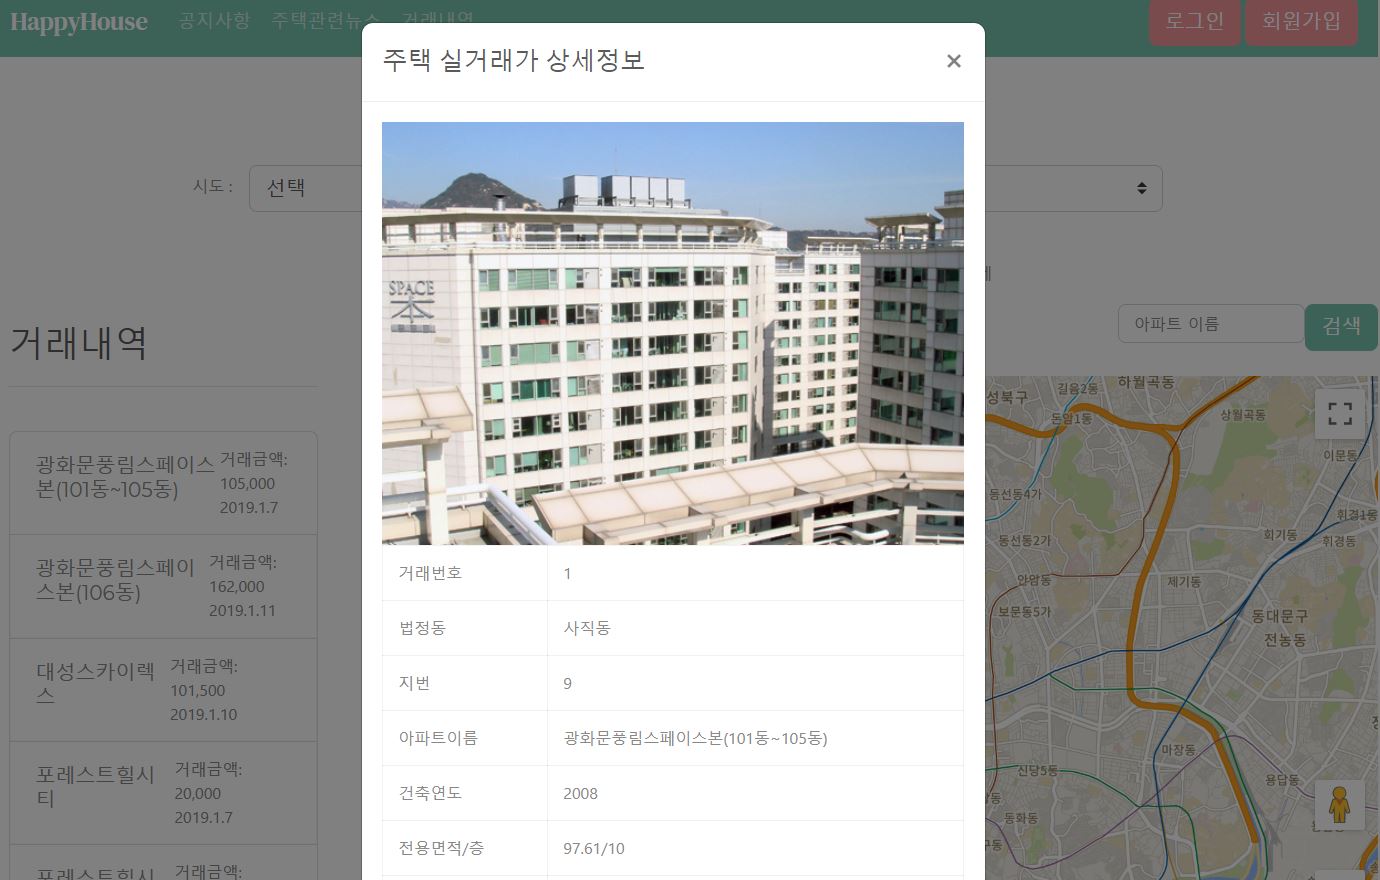 HappyHouse 공지사항 주택관련뉴스 거래내역 로그인 회원가입
주택 실거래가 상세정보 ×
시도 : 선택
SPACE
本
아파트 이름 검색
거래내역
광화문풍림스페이스
본(101동~105동)
거래금액:
105,000
2019.1.7
광화문풍림스페이
스본(106동)
거래금액:
162,000
2019.1.11
대성스카이렉
스
거래금액:
101,500
2019.1.10
포레스트힐시
티
거래금액:
20,000
2019.1.7
포레스트힐시
거래금액:
거래번호 1
법정동 사직동
지번 9
아파트이름 광화문풍림스페이스본(101동~105동)
건축연도 2008
전용면적/층 97.61/10
성북구
길음2동
하월곡동
돈암1동
상월곡동
이문동
동선동4가
휘경1동
동선동2가
회기동
휘경동
안암동
제기동
보문동5가
동대문구
전농동
마장동
신당5동
용답동
동화동